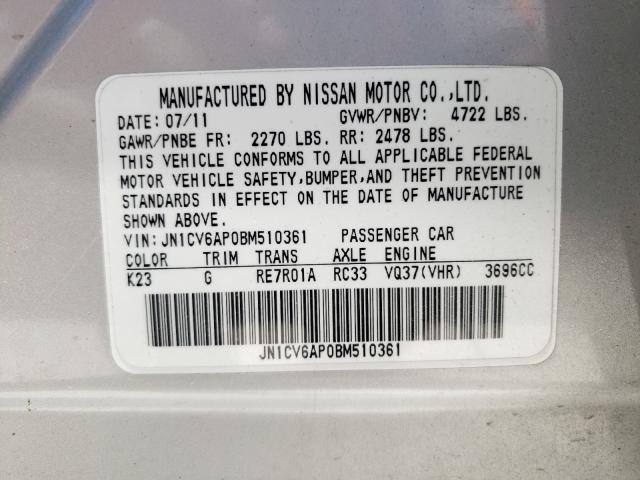 MANUFACTURED BY NISSAN MOTOR CO.,LTD.
DATE: 07/11 GVWR/PNBV: 4722 LBS.
GAWR/PNBE FR: 2270 LBS. RR: 2478 LBS.
THIS VEHICLE CONFORMS TO ALL APPLICABLE FEDERAL
MOTOR VEHICLE SAFETY,BUMPER,AND THEFT PREVENTION
STANDARDS IN EFFECT ON THE DATE OF MANUFACTURE
SHOWN ABOVE.
VIN: JN1CV6AP0BM510361 PASSENGER CAR
COLOR TRIM TRANS AXLE ENGINE
K23 G RE7R01A RC33 VQ37(VHR) 3696CC
JN1CV6AP0BM510361